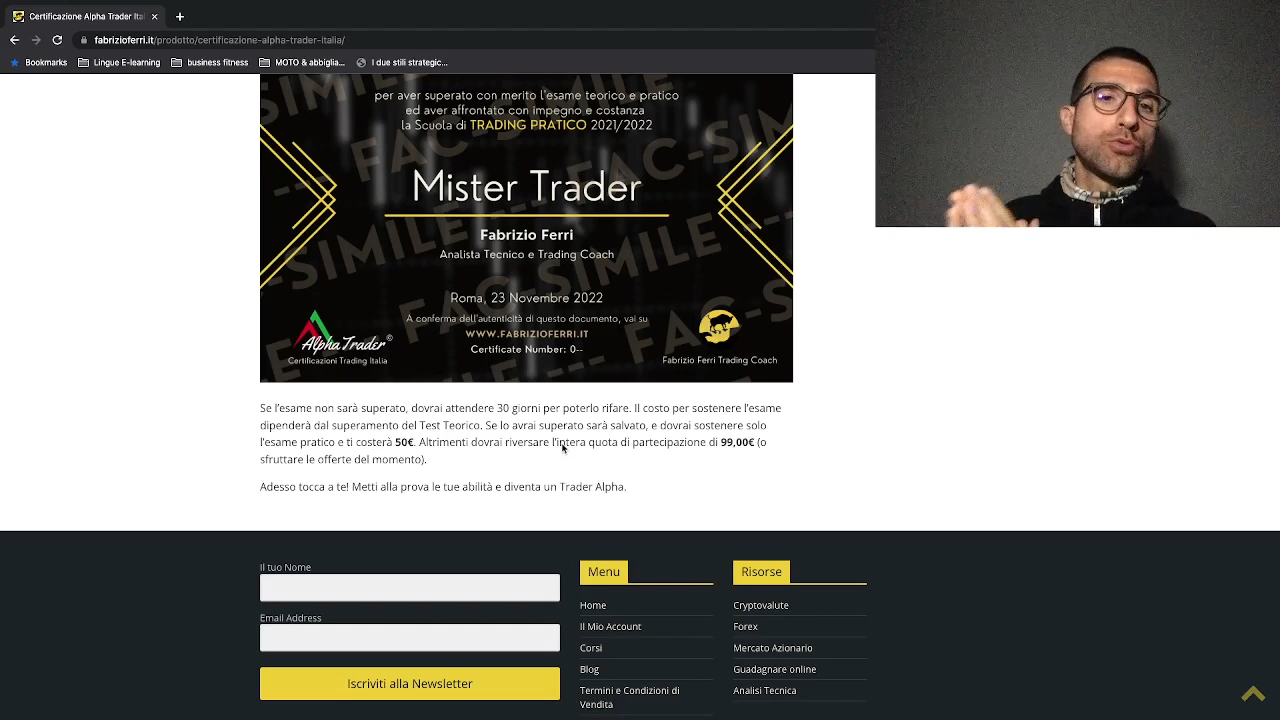 Certificazione Alpha Trader Ita
fabrizioferri.it/prodotto/certificazione-alpha-trader-italia/
Bookmarks
Lingue E-learning
business fitness
MOTO & abbiglia...
I due stili strategic...
per aver superato con merito l'esame teorico e pratico
ed aver affrontato con impegno e costanza
la Scuola di TRADING PRATICO 2021/2022
Mister Trader
Fabrizio Ferri
Analista Tecnico e Trading Coach
Roma, 23 Novembre 2022
A conferma dell'autenticità di questo documento, vai su
WWW.FABRIZIOFERRI.IT
Certificate Number: 0--
AlphaTrader©
Certificazioni Trading Italia
Fabrizio Ferri Trading Coach
FAC-SIMILE
Se l'esame non sarà superato, dovrai attendere 30 giorni per poterlo rifare. Il costo per sostenere l'esame
dipenderà dal superamento del Test Teorico. Se lo avrai superato sarà salvato, e dovrai sostenere solo
l'esame pratico e ti costerà 50€. Altrimenti dovrai riversare l'intera quota di partecipazione di 99,00€ (o
sfruttare le offerte del momento).
Adesso tocca a te! Metti alla prova le tue abilità e diventa un Trader Alpha.
Il tuo Nome
Email Address
Iscriviti alla Newsletter
Menu
Home
Il Mio Account
Corsi
Blog
Termini e Condizioni di
Vendita
Risorse
Cryptovalute
Forex
Mercato Azionario
Guadagnare online
Analisi Tecnica